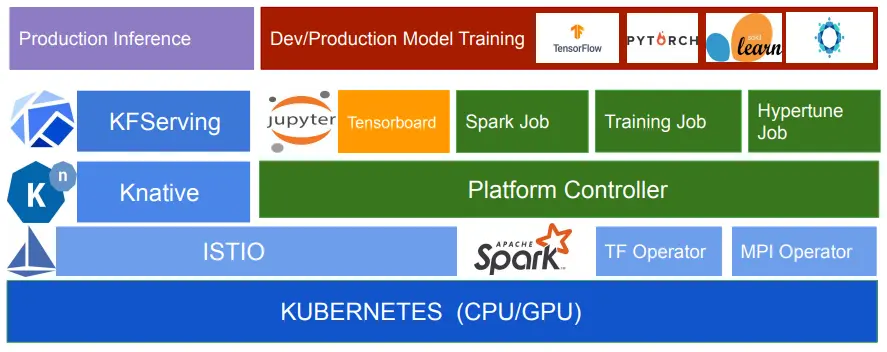 Production Inference
Dev/Production Model Training
TensorFlow
PYTORCH
scikit
learn
KFServing
jupyter
Tensorboard
Spark Job
Training Job
Hypertune
Job
K
n
Knative
Platform Controller
ISTIO
APACHE
Spark
TF Operator
MPI Operator
KUBERNETES (CPU/GPU)